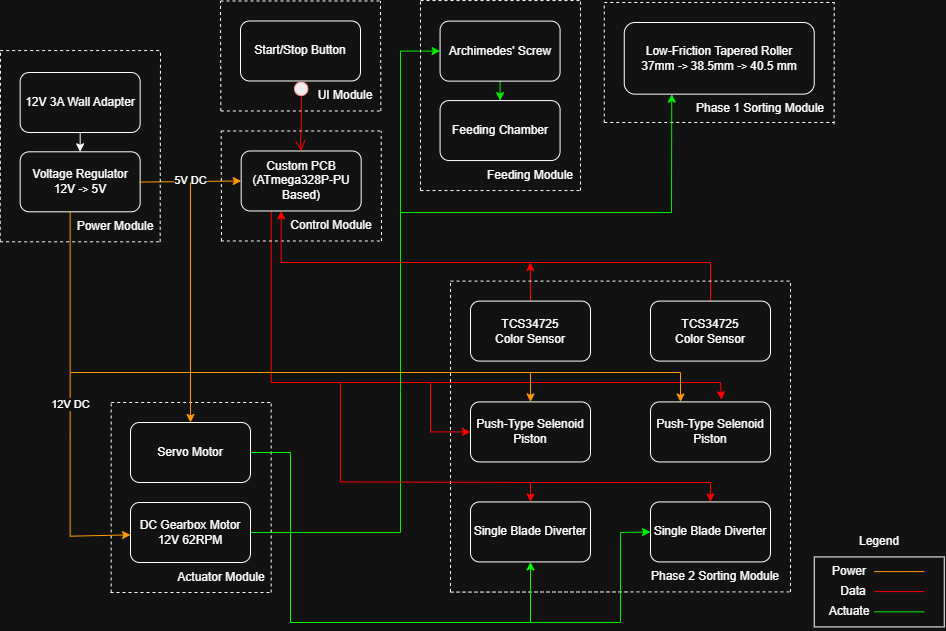 Start/Stop Button
UI Module
Archimedes' Screw
Feeding Chamber
Feeding Module
Low-Friction Tapered Roller
37mm -> 38.5mm -> 40.5 mm
Phase 1 Sorting Module
12V 3A Wall Adapter
Voltage Regulator
12V -> 5V
Power Module
5V DC
Custom PCB
(ATmega328P-PU
Based)
Control Module
TCS34725
Color Sensor
TCS34725
Color Sensor
12V DC
Push-Type Selenoid
Piston
Push-Type Selenoid
Piston
Servo Motor
DC Gearbox Motor
12V 62RPM
Actuator Module
Single Blade Diverter
Single Blade Diverter
Phase 2 Sorting Module
Legend
Power
Data
Actuate